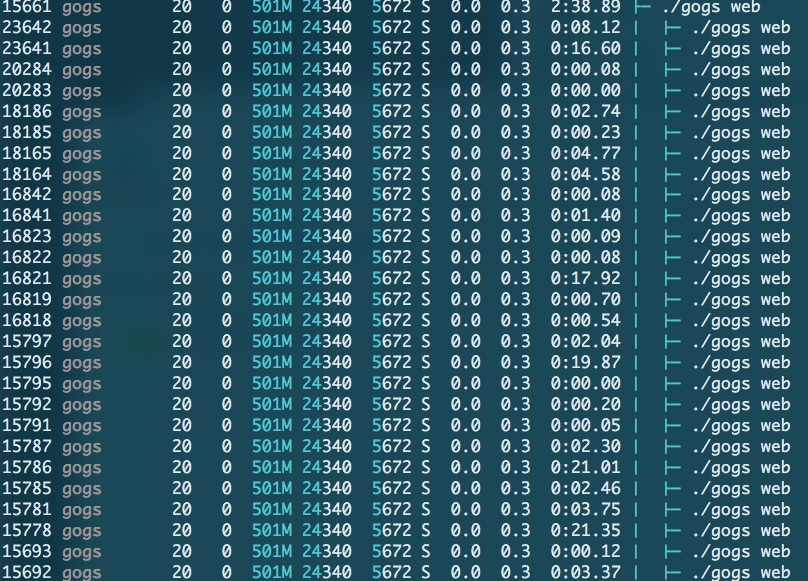 15661 gogs 20 0 501M 24340 5672 S 0.0 0.3 2:38.89 ├─ ./gogs web
23642 gogs 20 0 501M 24340 5672 S 0.0 0.3 0:08.12 | ├─ ./gogs web
23641 gogs 20 0 501M 24340 5672 S 0.0 0.3 0:16.60 | ├─ ./gogs web
20284 gogs 20 0 501M 24340 5672 S 0.0 0.3 0:00.08 | ├─ ./gogs web
20283 gogs 20 0 501M 24340 5672 S 0.0 0.3 0:00.00 | ├─ ./gogs web
18186 gogs 20 0 501M 24340 5672 S 0.0 0.3 0:02.74 | ├─ ./gogs web
18185 gogs 20 0 501M 24340 5672 S 0.0 0.3 0:00.23 | ├─ ./gogs web
18165 gogs 20 0 501M 24340 5672 S 0.0 0.3 0:04.77 | ├─ ./gogs web
18164 gogs 20 0 501M 24340 5672 S 0.0 0.3 0:04.58 | ├─ ./gogs web
16842 gogs 20 0 501M 24340 5672 S 0.0 0.3 0:00.08 | ├─ ./gogs web
16841 gogs 20 0 501M 24340 5672 S 0.0 0.3 0:01.40 | ├─ ./gogs web
16823 gogs 20 0 501M 24340 5672 S 0.0 0.3 0:00.09 | ├─ ./gogs web
16822 gogs 20 0 501M 24340 5672 S 0.0 0.3 0:00.08 | ├─ ./gogs web
16821 gogs 20 0 501M 24340 5672 S 0.0 0.3 0:17.92 | ├─ ./gogs web
16819 gogs 20 0 501M 24340 5672 S 0.0 0.3 0:00.70 | ├─ ./gogs web
16818 gogs 20 0 501M 24340 5672 S 0.0 0.3 0:00.54 | ├─ ./gogs web
15797 gogs 20 0 501M 24340 5672 S 0.0 0.3 0:02.04 | ├─ ./gogs web
15796 gogs 20 0 501M 24340 5672 S 0.0 0.3 0:19.87 | ├─ ./gogs web
15795 gogs 20 0 501M 24340 5672 S 0.0 0.3 0:00.00 | ├─ ./gogs web
15792 gogs 20 0 501M 24340 5672 S 0.0 0.3 0:00.20 | ├─ ./gogs web
15791 gogs 20 0 501M 24340 5672 S 0.0 0.3 0:00.05 | ├─ ./gogs web
15787 gogs 20 0 501M 24340 5672 S 0.0 0.3 0:02.30 | ├─ ./gogs web
15786 gogs 20 0 501M 24340 5672 S 0.0 0.3 0:21.01 | ├─ ./gogs web
15785 gogs 20 0 501M 24340 5672 S 0.0 0.3 0:02.46 | ├─ ./gogs web
15781 gogs 20 0 501M 24340 5672 S 0.0 0.3 0:03.75 | ├─ ./gogs web
15778 gogs 20 0 501M 24340 5672 S 0.0 0.3 0:21.35 | ├─ ./gogs web
15693 gogs 20 0 501M 24340 5672 S 0.0 0.3 0:00.12 | ├─ ./gogs web
15692 gogs 20 0 501M 24340 5672 S 0.0 0.3 0:03.37 | ├─ ./gogs web